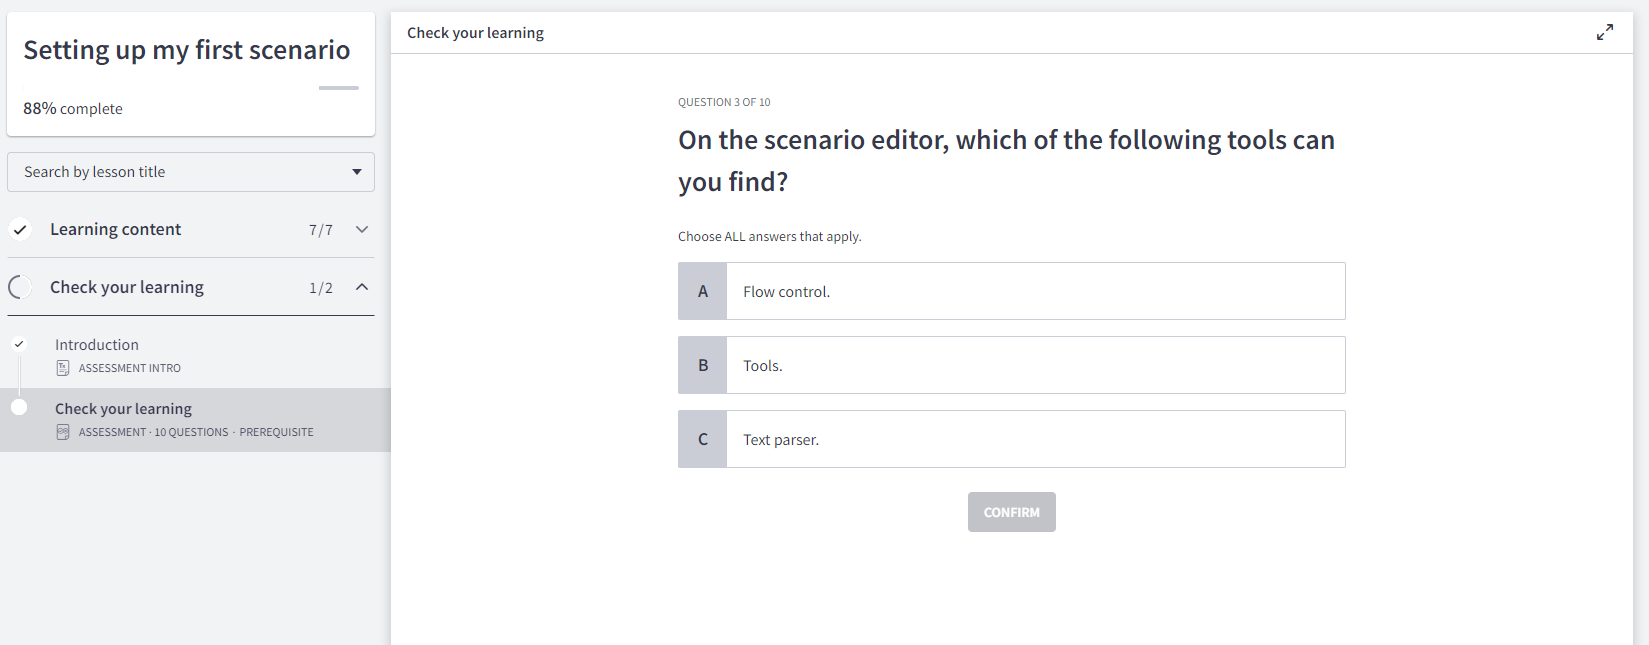 Setting up my first scenario
88% complete
Search by lesson title
Learning content 7/7
Check your learning 1/2
Introduction
ASSESSMENT INTRO
Check your learning
ASSESSMENT · 10 QUESTIONS · PREREQUISITE
Check your learning
QUESTION 3 OF 10
On the scenario editor, which of the following tools can
you find?
Choose ALL answers that apply.
A Flow control.
B Tools.
C Text parser.
CONFIRM